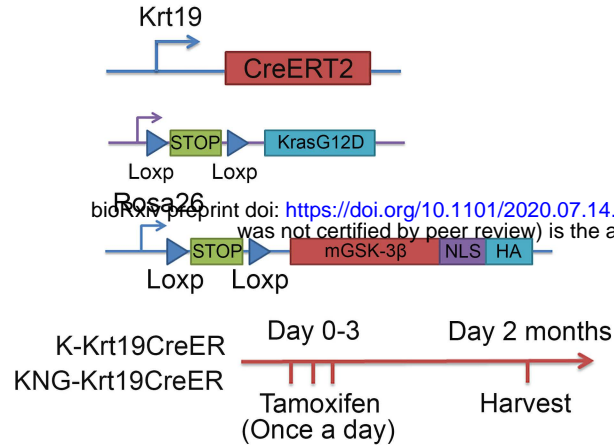 Krt19
CreERT2
STOP
KrasG12D
Loxp
Loxp
Rosa26
bioRxiv preprint doi: https://doi.org/10.1101/2020.07.14.
was not certified by peer review) is the a
STOP
mGSK-3β
NLS
HA
Loxp
Loxp
Day 0-3
Day 2 months
K-Krt19CreER
KNG-Krt19CreER
Tamoxifen
(Once a day)
Harvest